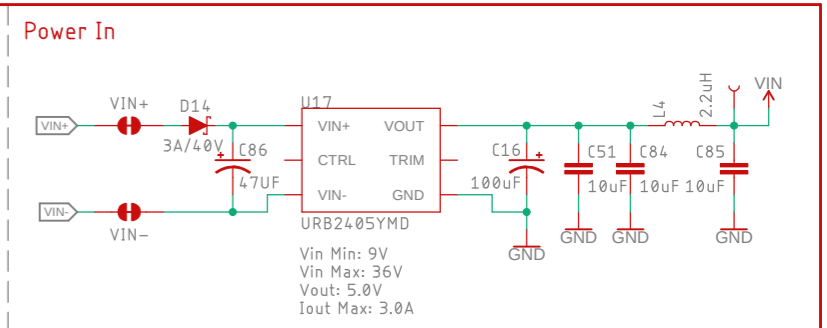 Power In
VIN+
VIN+
D14
3A/40V
C86
47UF
VIN-
VIN-
U17
VIN+
VOUT
CTRL
TRIM
VIN-
GND
URB2405YMD
Vin Min: 9V
Vin Max: 36V
Vout: 5.0V
Iout Max: 3.0A
C16
100uF
GND
C51
10uF
GND
C84
10uF
GND
L4
2.2uH
C85
10uF
GND
VIN